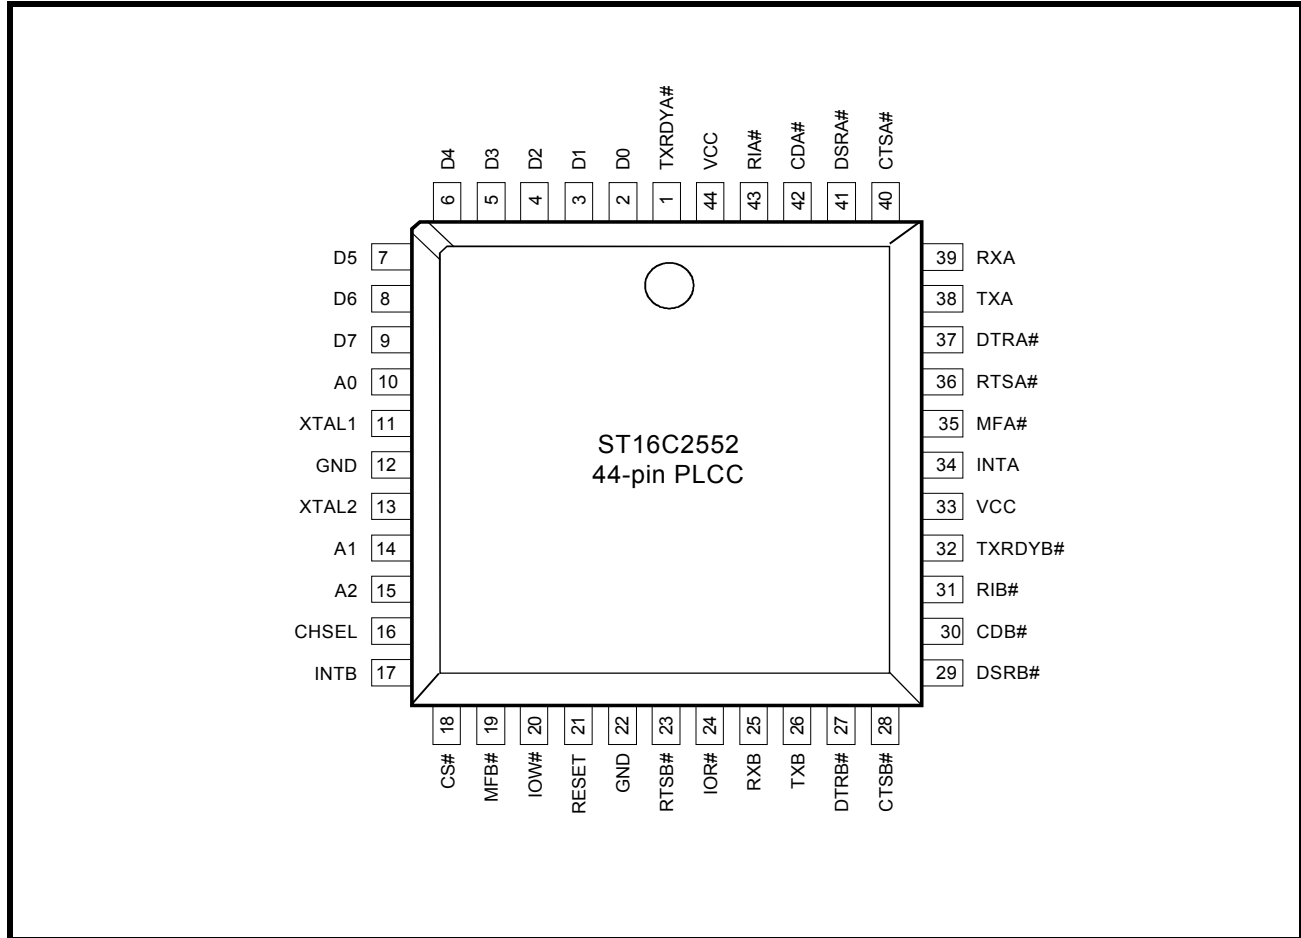 D4
D3
D2
D1
D0
TXRDYA#
VCC
RIA#
CDA#
DSRA#
CTSA#
6
5
4
3
2
1
44
43
42
41
40
D5 7
D6 8
D7 9
A0 10
XTAL1 11
GND 12
XTAL2 13
A1 14
A2 15
CHSEL 16
INTB 17
ST16C2552
44-pin PLCC
39 RXA
38 TXA
37 DTRA#
36 RTSA#
35 MFA#
34 INTA
33 VCC
32 TXRDYB#
31 RIB#
30 CDB#
29 DSRB#
18
19
20
21
22
23
24
25
26
27
28
CS#
MFB#
IOW#
RESET
GND
RTSB#
IOR#
RXB
TXB
DTRB#
CTSB#